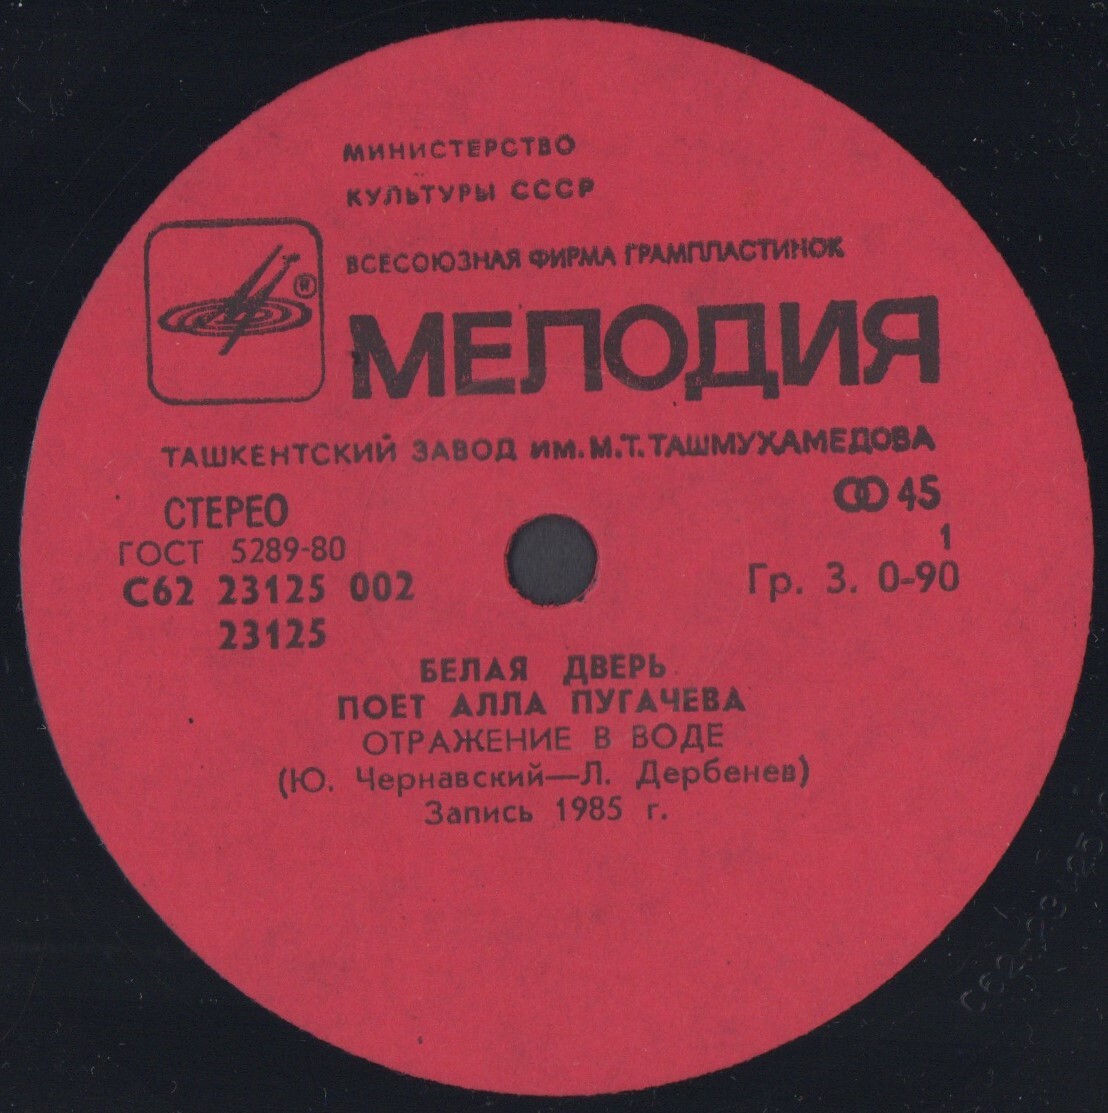 МИНИСТЕРСТВО
КУЛЬТУРЫ СССР
ВСЕСОЮЗНАЯ ФИРМА ГРАМПЛАСТИНОК
МЕЛОДИЯ
ТАШКЕНТСКИЙ ЗАВОД ИМ. М.Т. ТАШМУХАМЕДОВА
СТЕРЕО 45
ГОСТ 5289-80 1
С62 23125 002 Гр. 3. 0-90
23125
БЕЛАЯ ДВЕРЬ
ПОЕТ АЛЛА ПУГАЧЕВА
ОТРАЖЕНИЕ В ВОДЕ
(Ю. Чернавский—Л. Дербенев)
Запись 1985 г.